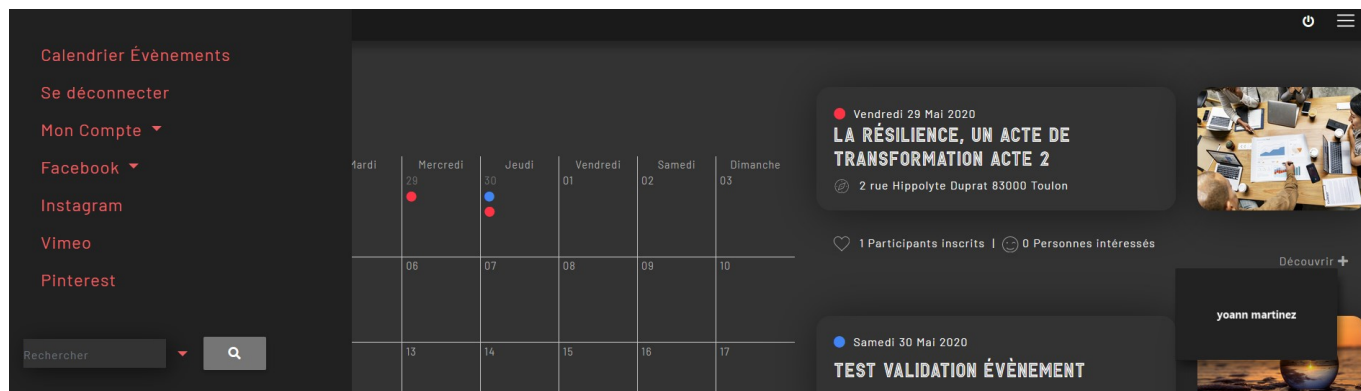 Calendrier Évènements
Se déconnecter
Mon Compte
Facebook
Instagram
Vimeo
Pinterest
Rechercher
Mardi Mercredi Jeudi Vendredi Samedi Dimanche
29 30 01 02 03
06 07 08 09 10
13 14 15 16 17
Vendredi 29 Mai 2020
LA RÉSILIENCE, UN ACTE DE
TRANSFORMATION ACTE 2
2 rue Hippolyte Duprat 83000 Toulon
1 Participants inscrits | 0 Personnes intéressés
Découvrir +
yoann martinez
Samedi 30 Mai 2020
TEST VALIDATION ÉVÈNEMENT